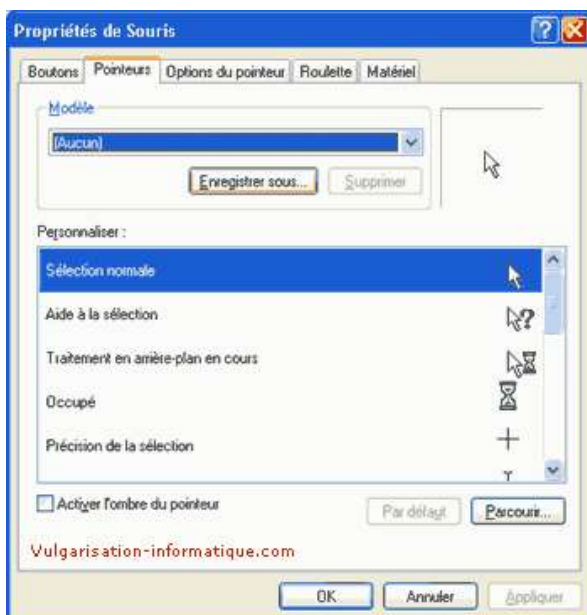 Propriétés de Souris
Boutons Pointeurs Options du pointeur Roulette Matériel
Modèle
(Aucun)
Enregistrer sous... Supprimer
Personnaliser :
Sélection normale
Aide à la sélection
Traitement en arrière-plan en cours
Occupé
Précision de la sélection
Activer l'ombre du pointeur
Par défaut Parcourir...
Vulgarisation-informatique.com
OK Annuler Appliquer